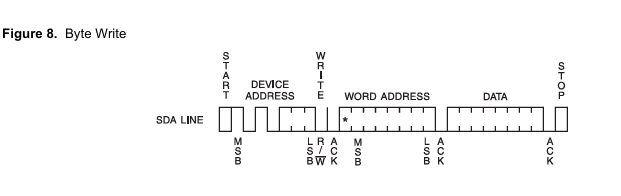 Figure 8. Byte Write
START
WRITE
STOP
DEVICE
ADDRESS
WORD ADDRESS
DATA
SDA LINE
*
MSB
LSB
R/W
ACK
MSB
LSB
ACK
ACK